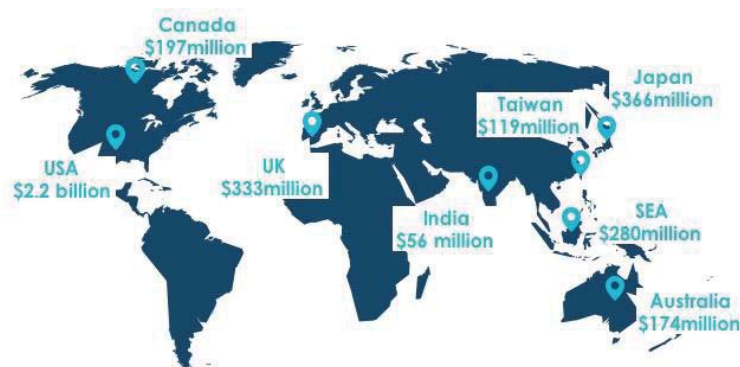 Canada
$197million
Japan
$366million
Taiwan
$119million
USA
$2.2 billion
UK
$333million
India
$56 million
SEA
$280million
Australia
$174million